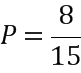 P = 8/15